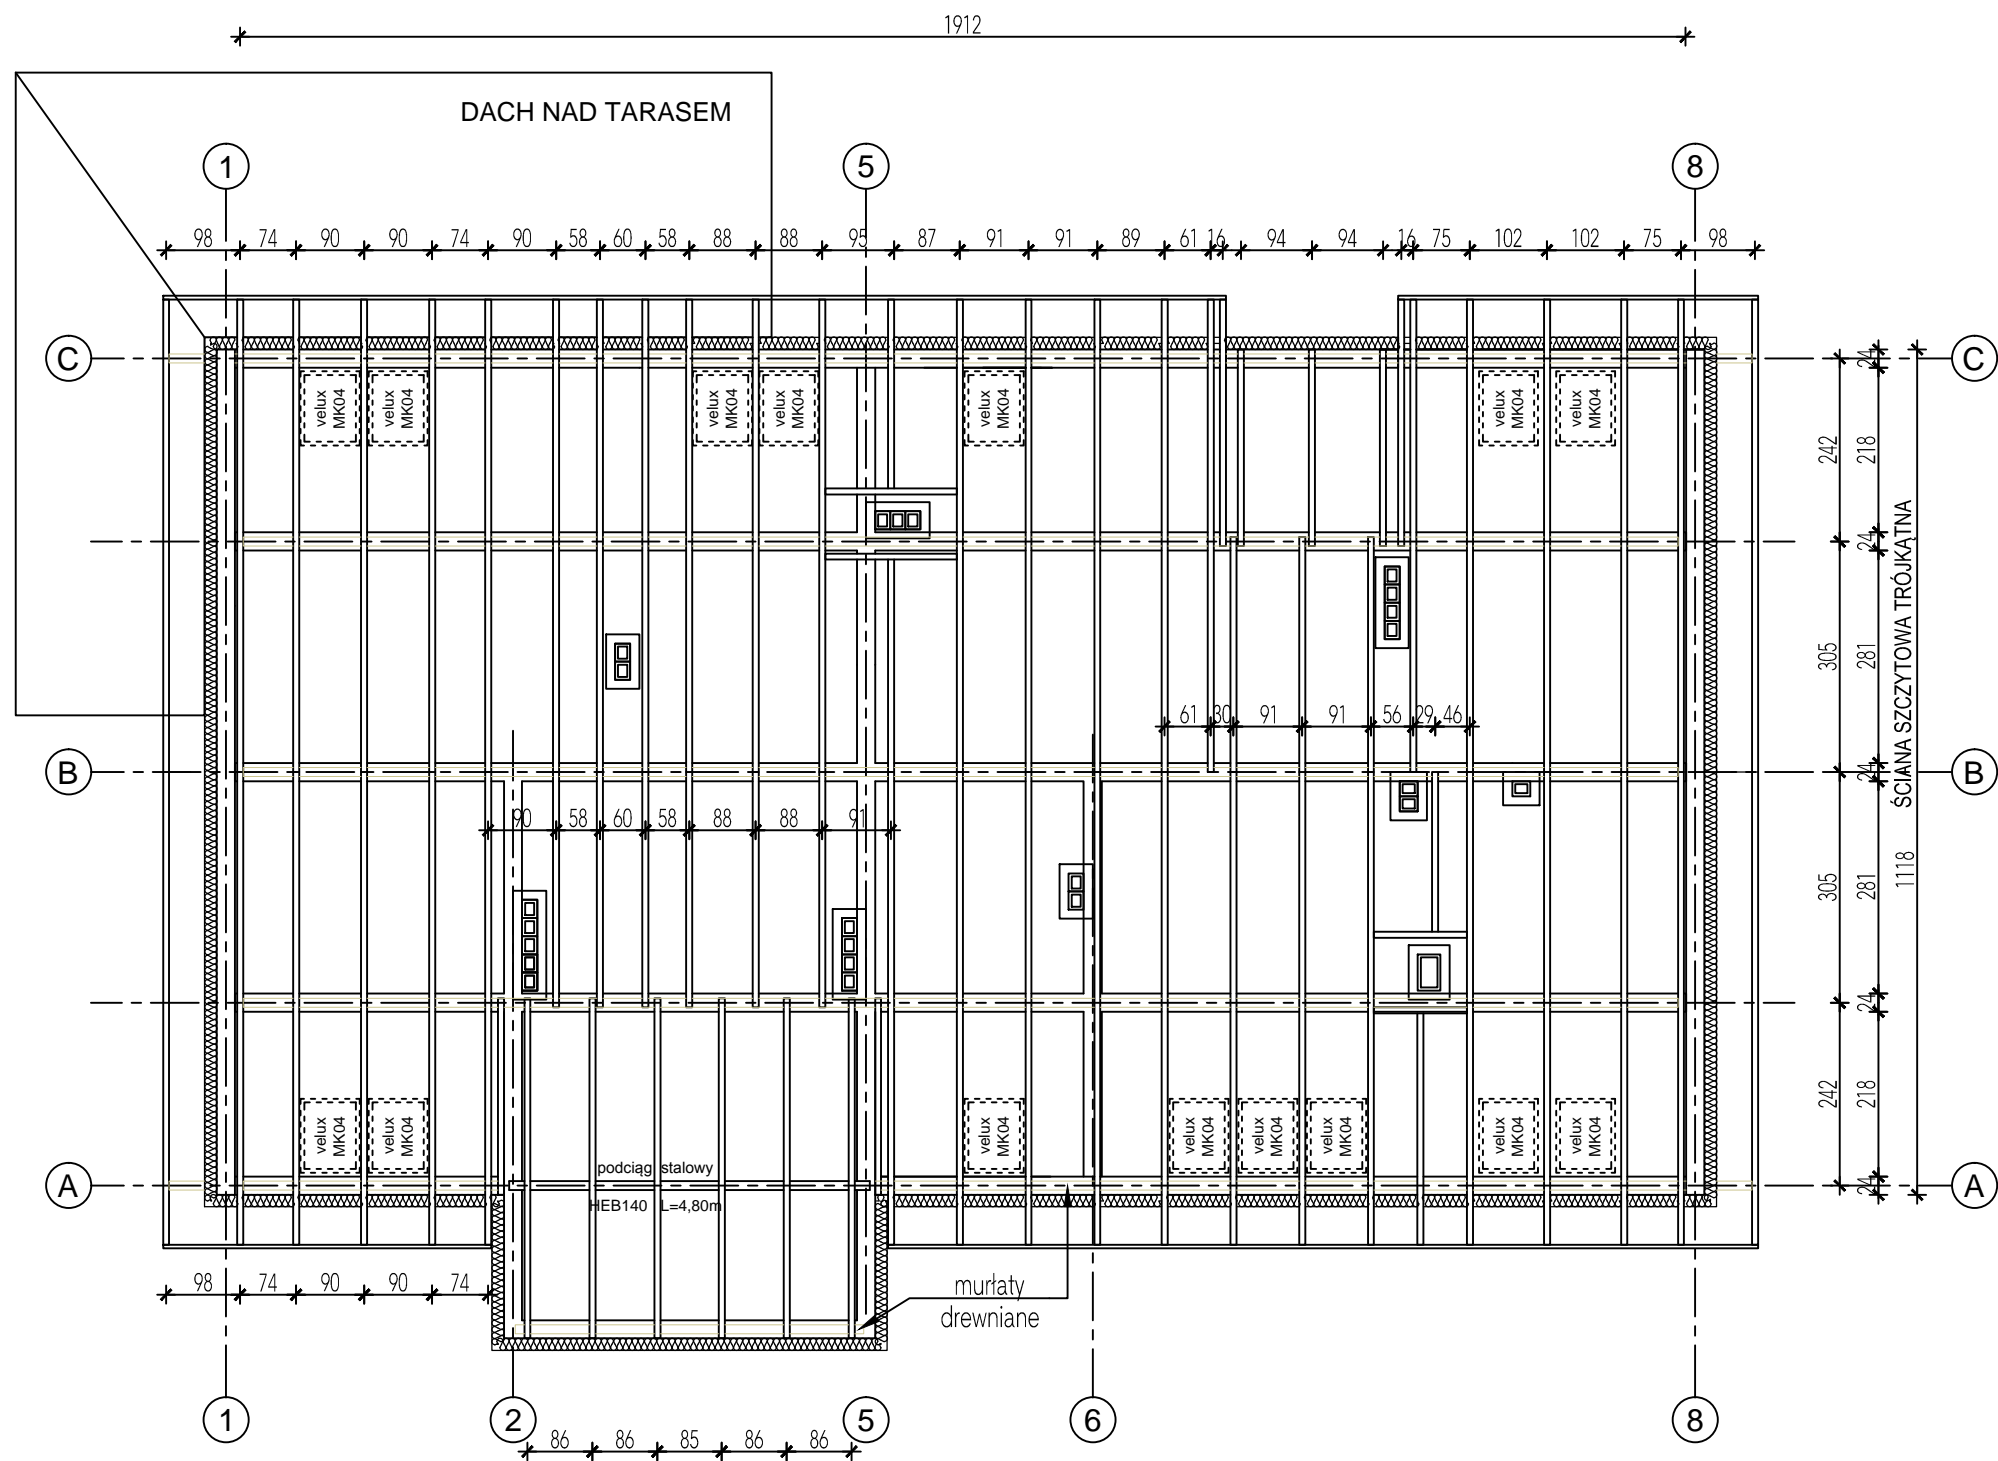 1912
DACH NAD TARASEM
1
5
8
98 74 90 90 74 90 58 60 58 88 88 95 87 91 91 89 61 16 94 94 16 75 102 102 75 98
C
C
24
velux MK04
velux MK04
velux MK04
velux MK04
velux MK04
velux MK04
velux MK04
242
218
24
305
281
ŚCIANA SZCZYTOWA TRÓJKĄTNA
61 30 91 91 56 29 46
B
B
24
90 58 60 58 88 88 91
305
281
1118
24
242
218
velux MK04
velux MK04
velux MK04
velux MK04
velux MK04
velux MK04
velux MK04
velux MK04
podciąg stalowy
HEB140 L=4,80m
A
A
24
98 74 90 90 74
murłaty
drewniane
1
2
5
6
8
86 86 85 86 86